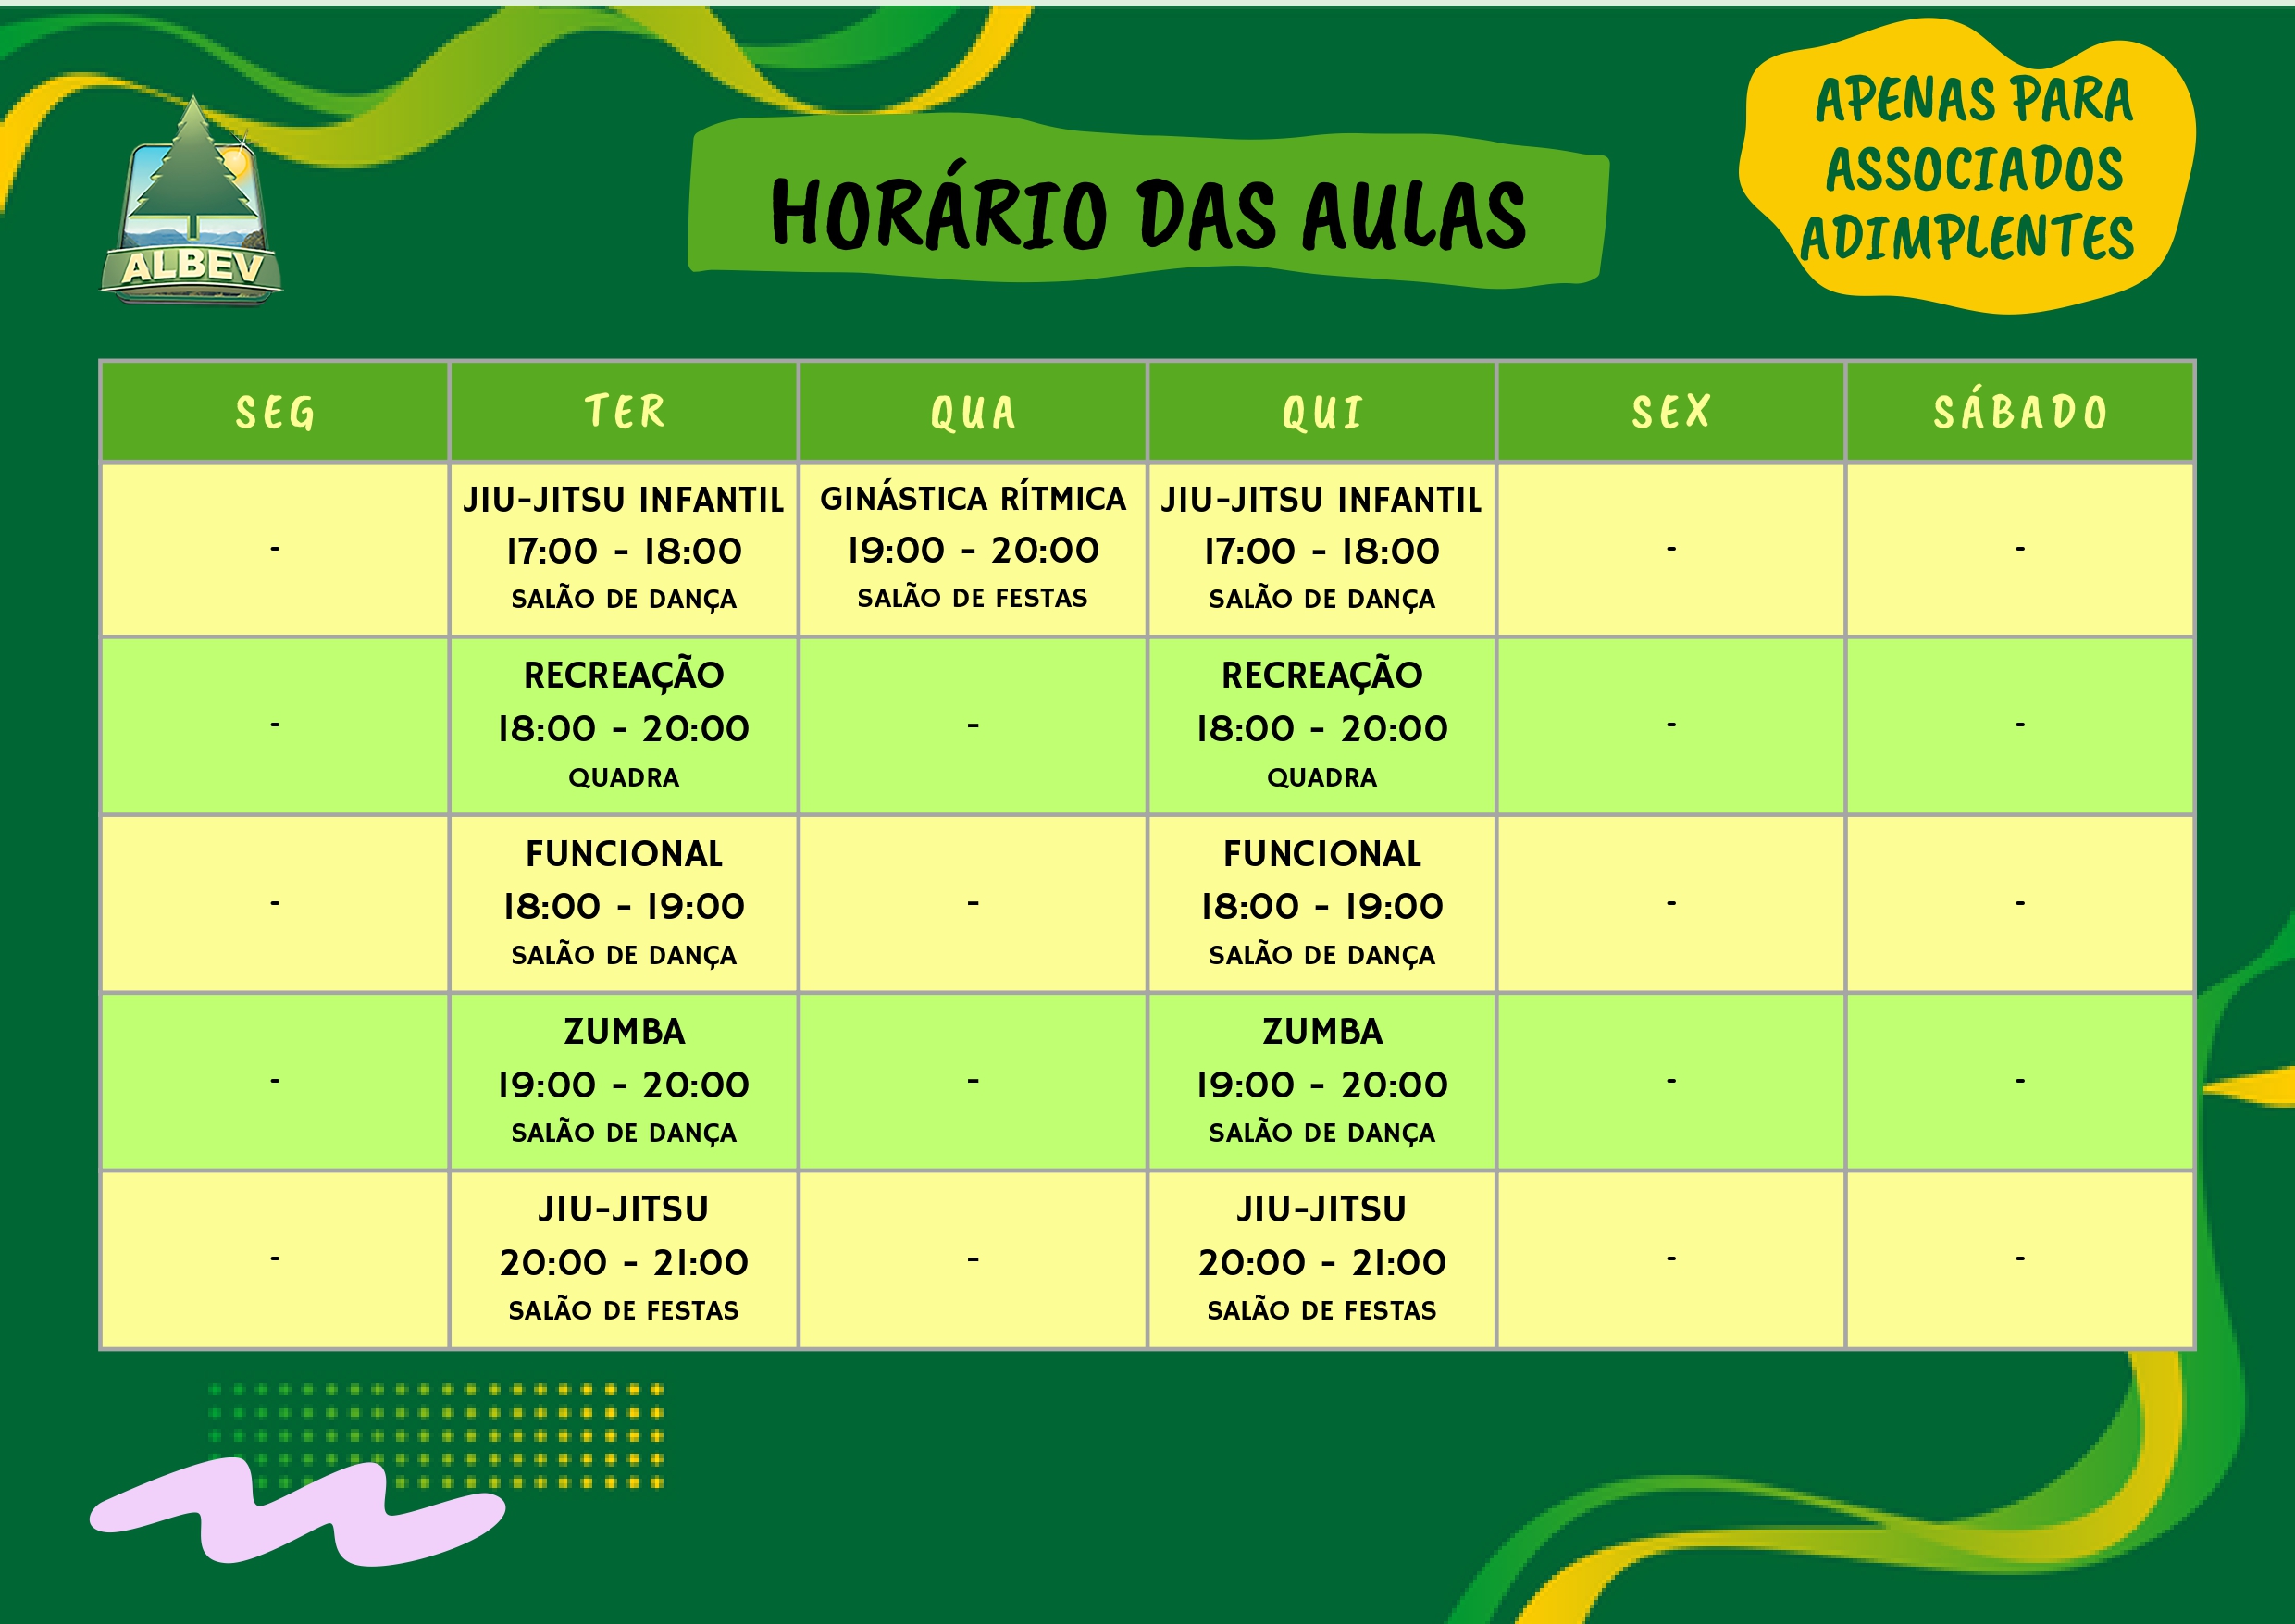 ALBEV
HORÁRIO DAS AULAS
APENAS PARA
ASSOCIADOS
ADIMPLENTES
SEG TER QUA QUI SEX SÁBADO
- JIU-JITSU INFANTIL GINÁSTICA RÍTMICA JIU-JITSU INFANTIL - -
17:00 - 18:00 19:00 - 20:00 17:00 - 18:00
SALÃO DE DANÇA SALÃO DE FESTAS SALÃO DE DANÇA
- RECREAÇÃO - RECREAÇÃO - -
18:00 - 20:00 18:00 - 20:00
QUADRA QUADRA
- FUNCIONAL - FUNCIONAL - -
18:00 - 19:00 18:00 - 19:00
SALÃO DE DANÇA SALÃO DE DANÇA
- ZUMBA - ZUMBA - -
19:00 - 20:00 19:00 - 20:00
SALÃO DE DANÇA SALÃO DE DANÇA
- JIU-JITSU - JIU-JITSU - -
20:00 - 21:00 20:00 - 21:00
SALÃO DE FESTAS SALÃO DE FESTAS